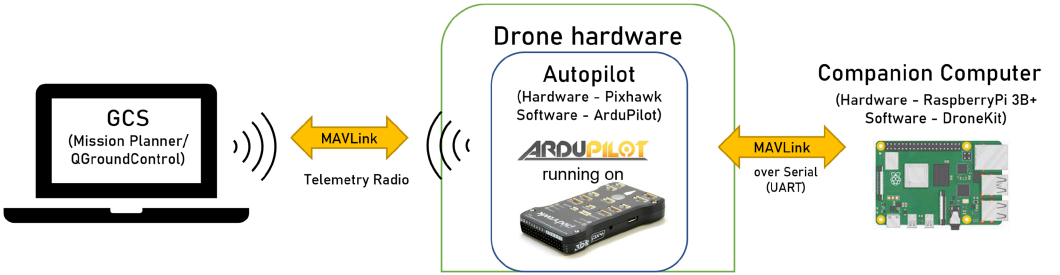 Drone hardware
GCS
(Mission Planner/
QGroundControl)
MAVLink
Telemetry Radio
Autopilot
(Hardware - Pixhawk
Software - ArduPilot)
ARDUPILOT
running on
pixhawk
MAVLink
over Serial
(UART)
Companion Computer
(Hardware - RaspberryPi 3B+
Software - DroneKit)